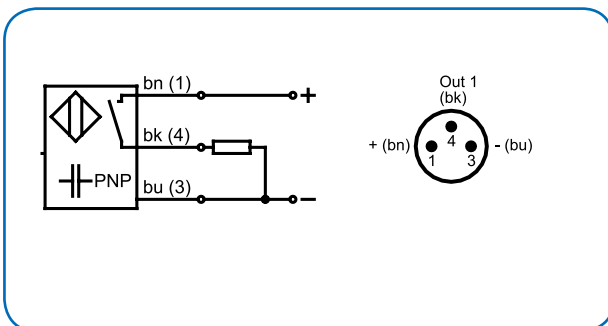 bn (1)
+
bk (4)
PNP
bu (3)
−
Out 1
(bk)
+ (bn)
- (bu)
4
1
3